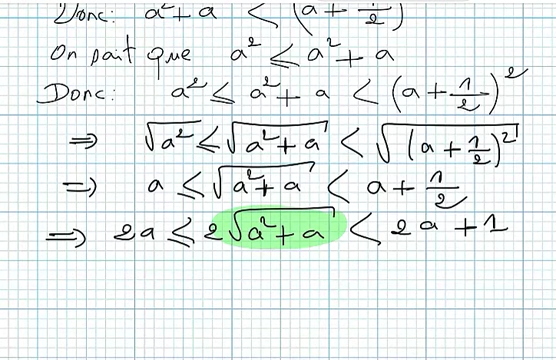 Donc: a² + a < (a + 1/2)
On sait que a² ≤ a² + a
Donc: a² ≤ a² + a < (a + 1/2)²
⇒ √a² ≤ √(a² + a) < √((a + 1/2)²)
⇒ a ≤ √(a² + a) < a + 1/2
⇒ 2a ≤ 2√(a² + a) < 2a + 1